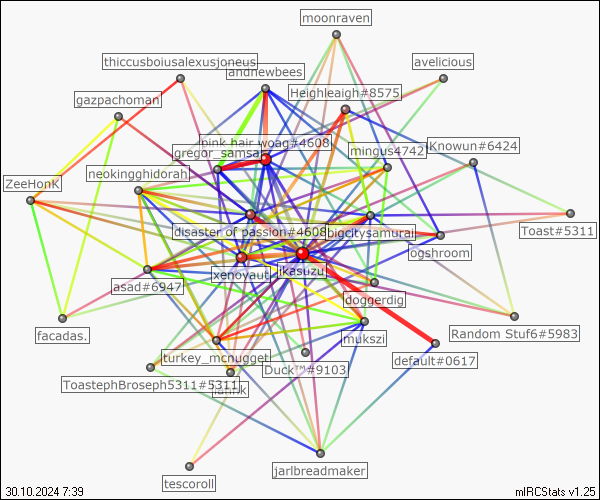 moonraven
thiccusboiusalexusjoneus
avelicious
andnewbees
Heighleaigh#8575
gazpachoman
pink hair woag#4608
gregor_samsa
mingus4742
iKnowun#6424
neokingghidorah
ZeeHonK
disaster of passion#4608
bigcitysamurai
Toast#5311
ogshroom
xenoyaut
jkasuzu
asad#6947
doggerdig
facadas.
mukszi
Random Stuf6#5983
turkey_mcnugget
default#0617
Duck™#9103
ToastephBroseph5311#5311
jarlbreadmaker
tescoroll
30.10.2024 7:39
mIRCStats v1.25